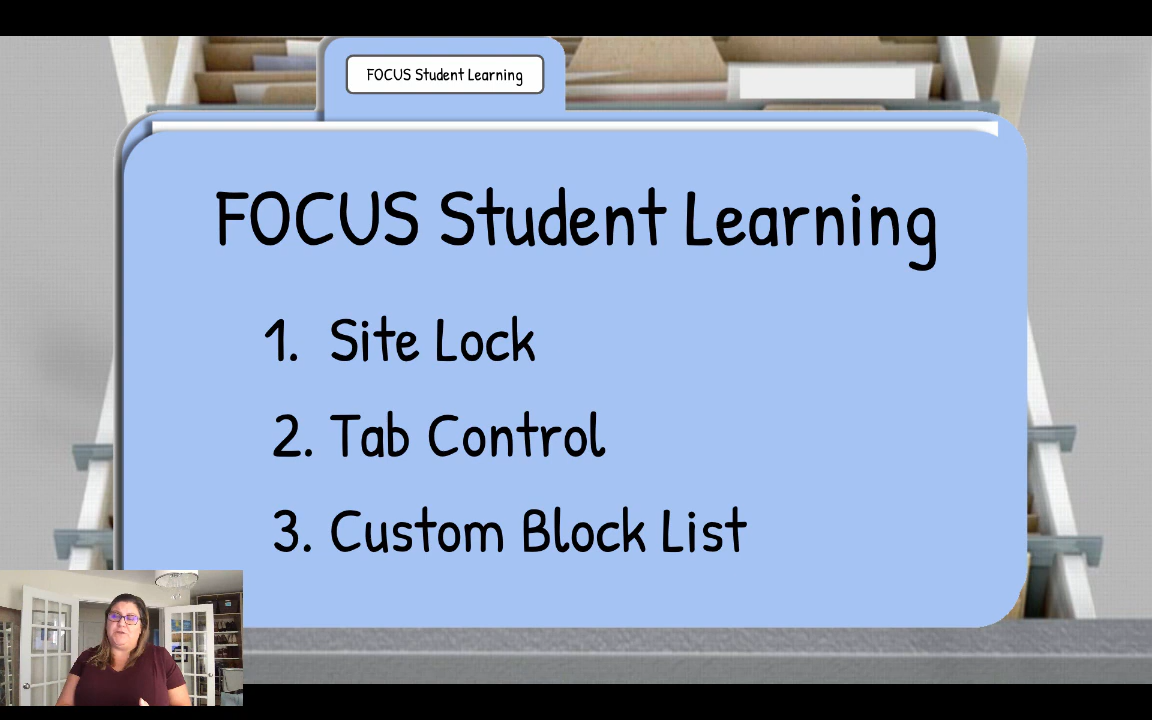 FOCUS Student Learning
FOCUS Student Learning
1. Site Lock
2. Tab Control
3. Custom Block List